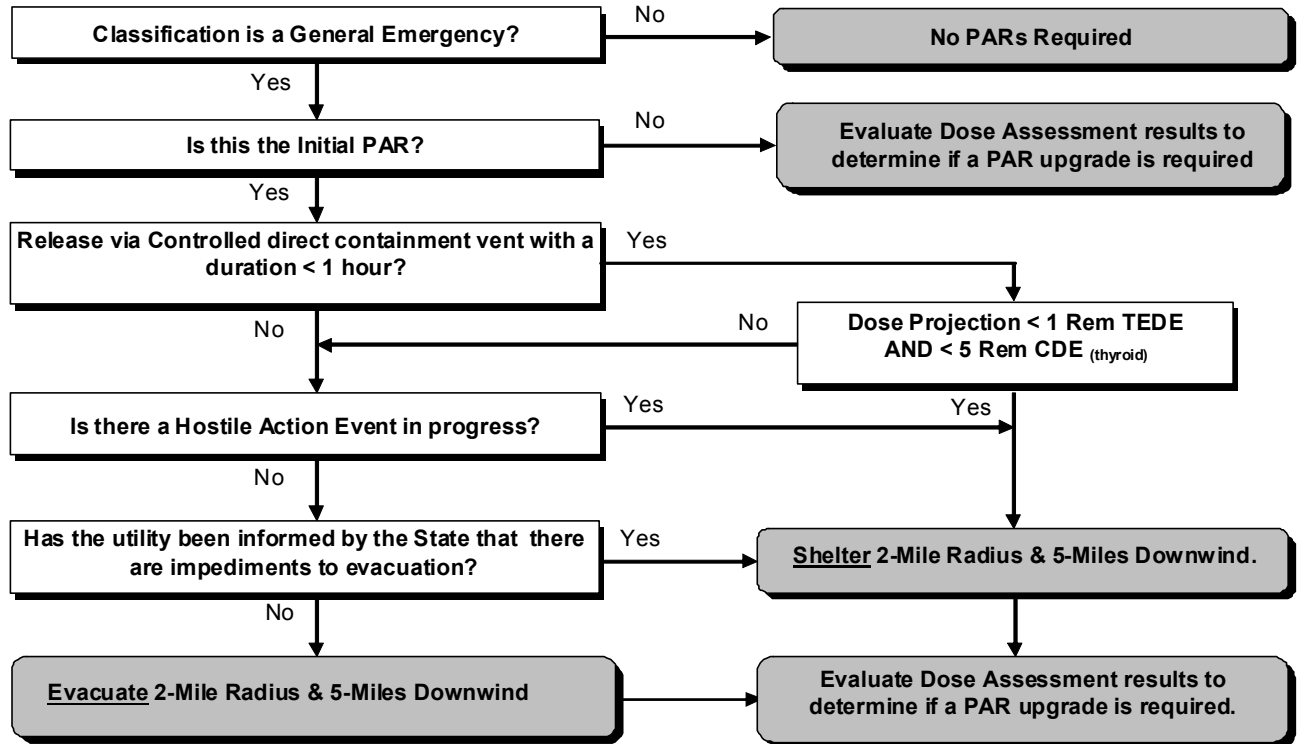 Classification is a General Emergency?
No
No PARs Required
Yes
Is this the Initial PAR?
No
Evaluate Dose Assessment results to
determine if a PAR upgrade is required
Yes
Release via Controlled direct containment vent with a
duration < 1 hour?
Yes
No
Dose Projection < 1 Rem TEDE
AND < 5 Rem CDE (thyroid)
No
Yes
Is there a Hostile Action Event in progress?
Yes
No
Has the utility been informed by the State that there
are impediments to evacuation?
Yes
Shelter 2-Mile Radius & 5-Miles Downwind.
No
Evacuate 2-Mile Radius & 5-Miles Downwind
Evaluate Dose Assessment results to
determine if a PAR upgrade is required.